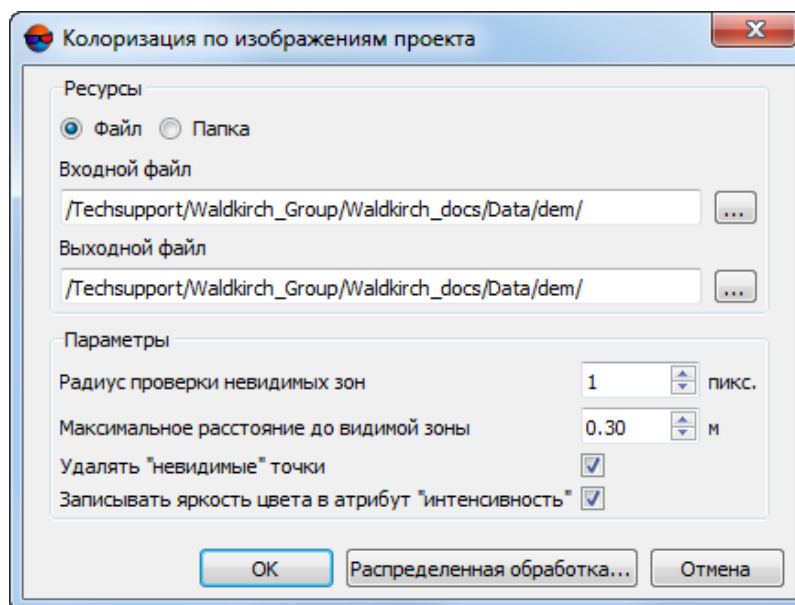 Колоризация по изображениям проекта
Ресурсы
Файл Папка
Входной файл
/Techsupport/Waldkirch_Group/Waldkirch_docs/Data/dem/ ...
Выходной файл
/Techsupport/Waldkirch_Group/Waldkirch_docs/Data/dem/ ...
Параметры
Радиус проверки невидимых зон 1 пикс.
Максимальное расстояние до видимой зоны 0.30 м
Удалять "невидимые" точки
Записывать яркость цвета в атрибут "интенсивность"
OK Распределенная обработка... Отмена